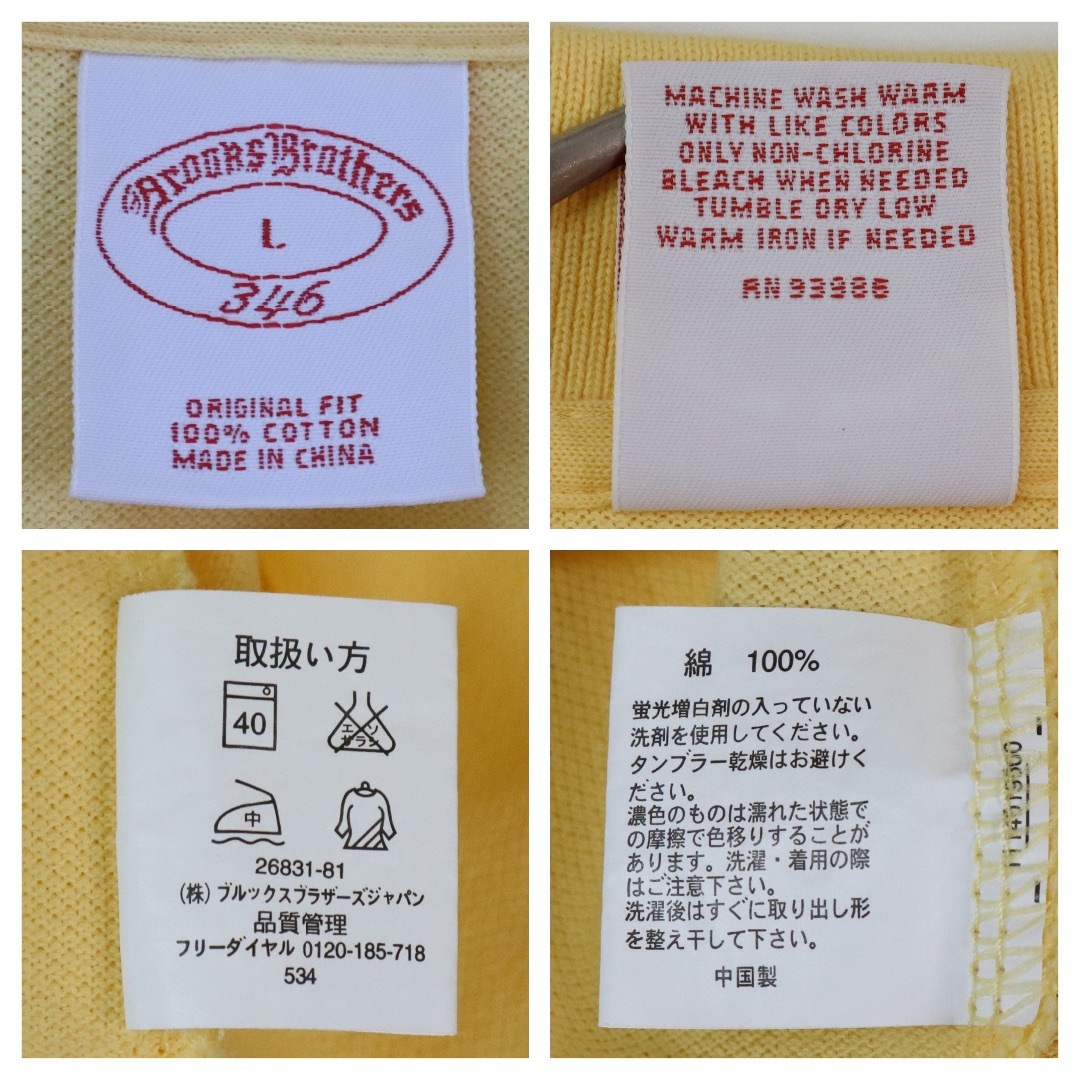 Brooks Brothers
L
346
ORIGINAL FIT
100% COTTON
MADE IN CHINA
MACHINE WASH WARM
WITH LIKE COLORS
ONLY NON-CHLORINE
BLEACH WHEN NEEDED
TUMBLE DRY LOW
WARM IRON IF NEEDED
RN
取扱い方
40
エンソ
サラシ
中
26831-81
(株) ブルックスブラザーズジャパン
品質管理
フリーダイヤル 0120-185-718
534
綿 100%
蛍光増白剤の入っていない
洗剤を使用してください。
タンブラー乾燥はお避けく
ださい。
濃色のものは濡れた状態で
の摩擦で色移りすることが
あります。洗濯・着用の際
はご注意下さい。
洗濯後はすぐに取り出し形
を整え干して下さい。
中国製